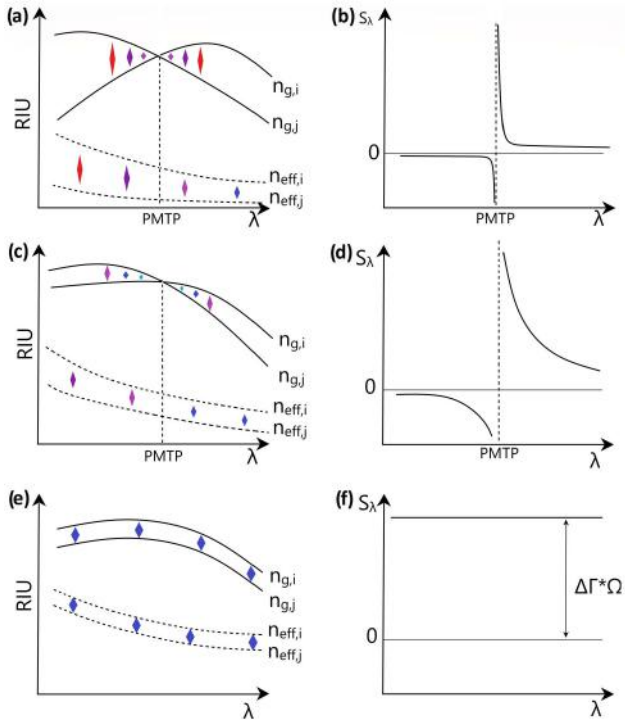 (a)
RIU
n_g,i
n_g,j
n_eff,i
n_eff,j
PMTP
λ
(b)
S_λ
0
PMTP
λ
(c)
RIU
n_g,i
n_g,j
n_eff,i
n_eff,j
PMTP
λ
(d)
S_λ
0
PMTP
λ
(e)
RIU
n_g,i
n_g,j
n_eff,i
n_eff,j
λ
(f)
S_λ
ΔΓ*Ω
0
λ